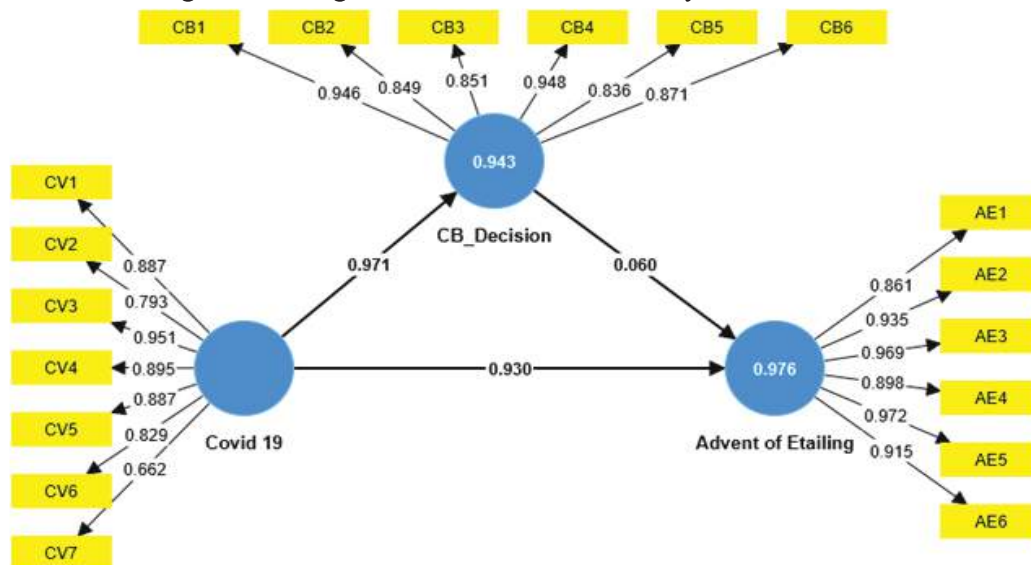 CB1 CB2 CB3 CB4 CB5 CB6
0.946 0.849 0.851 0.948 0.836 0.871
0.943
CB_Decision
CV1
CV2
CV3
CV4
CV5
CV6
CV7
0.887
0.793
0.951
0.895
0.887
0.829
0.662
Covid 19
0.971
0.060
0.930
0.976
Advent of Etailing
0.861
0.935
0.969
0.898
0.972
0.915
AE1
AE2
AE3
AE4
AE5
AE6